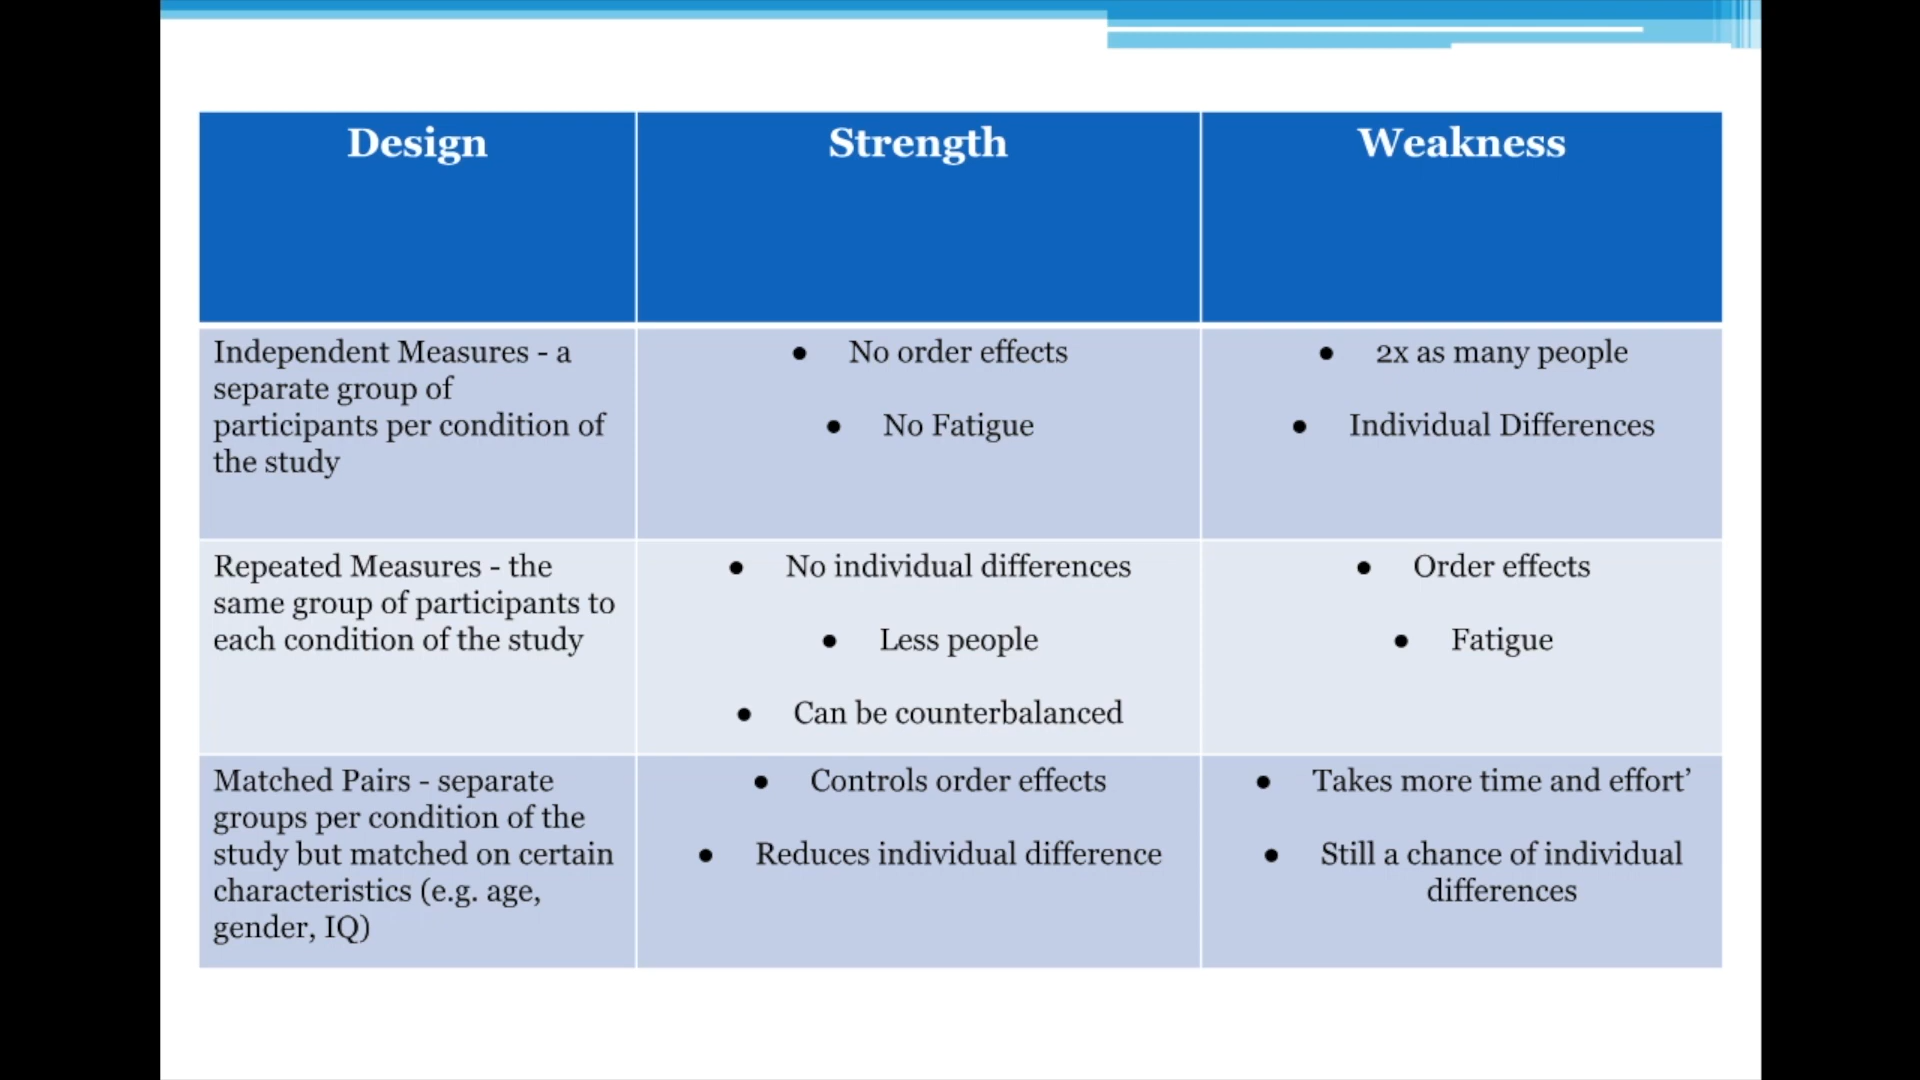 Design
Strength
Weakness
Independent Measures - a
separate group of
participants per condition of
the study
• No order effects
• No Fatigue
• 2x as many people
• Individual Differences
Repeated Measures - the
same group of participants to
each condition of the study
• No individual differences
• Less people
• Can be counterbalanced
• Order effects
• Fatigue
Matched Pairs - separate
groups per condition of the
study but matched on certain
characteristics (e.g. age,
gender, IQ)
• Controls order effects
• Reduces individual difference
• Takes more time and effort’
• Still a chance of individual
differences